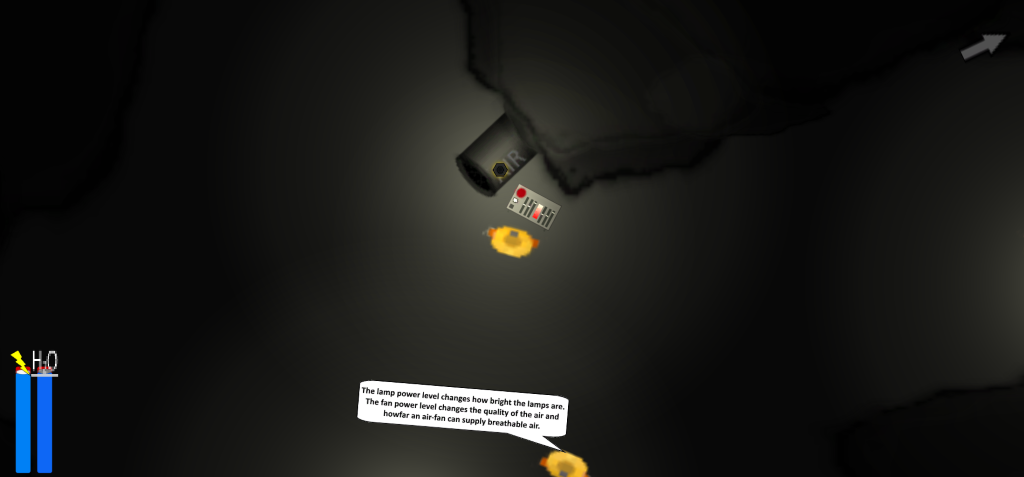 AIR
The lamp power level changes how bright the lamps are.
The fan power level changes the quality of the air and
howfar an air-fan can supply breathable air.
H₂O